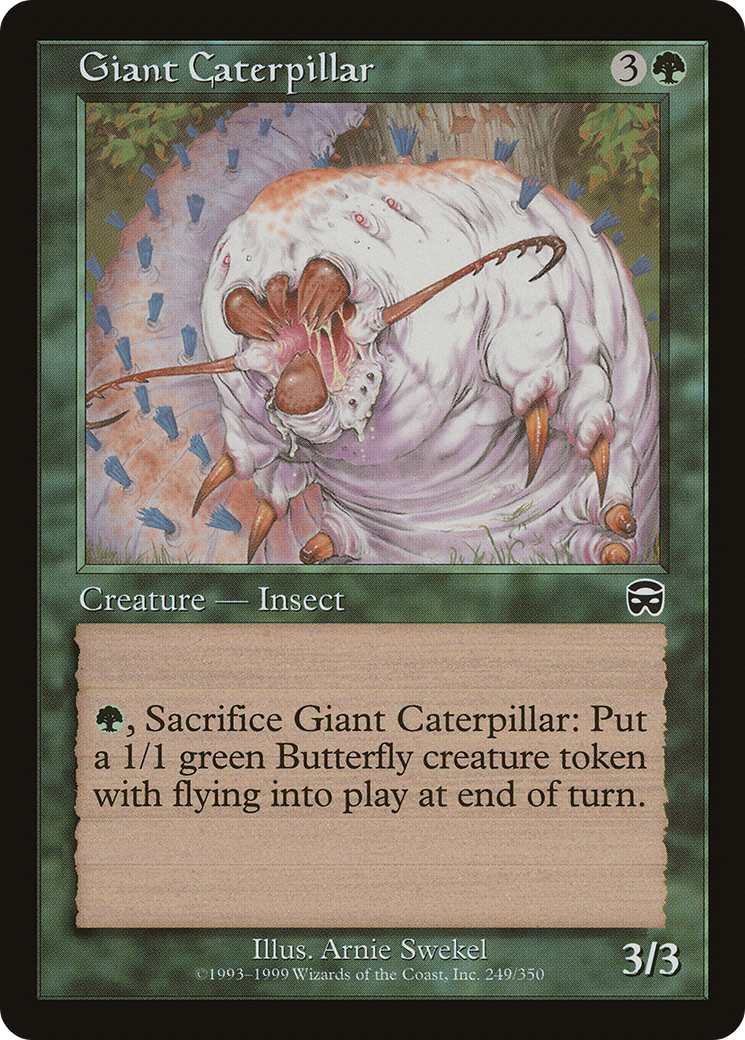 Giant Caterpillar 3
Creature — Insect
, Sacrifice Giant Caterpillar: Put
a 1/1 green Butterfly creature token
with flying into play at end of turn.
Illus. Arnie Swekel
©1993–1999 Wizards of the Coast, Inc. 249/350
3/3